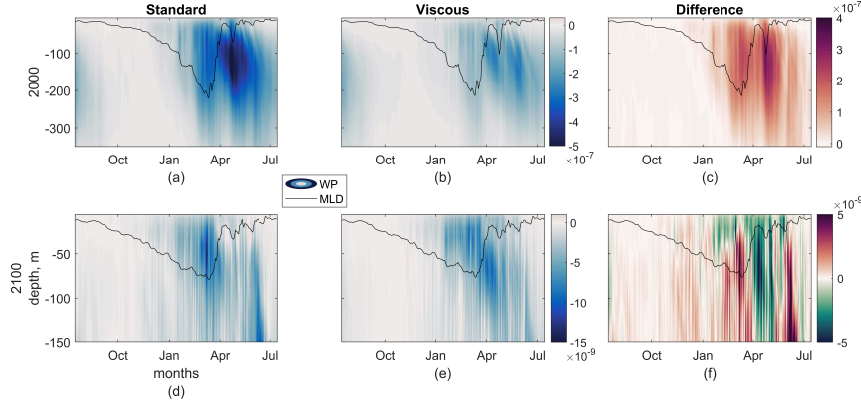 Standard
Viscous
Difference
2000
-100
-200
-300
Oct
Jan
Apr
Jul
(a)
Oct
Jan
Apr
Jul
(b)
0
-1
-2
-3
-4
-5
×10⁻⁷
Oct
Jan
Apr
Jul
(c)
4 ×10⁻⁷
3
2
1
0
WP
MLD
2100
depth, m
-50
-100
-150
Oct
Jan
Apr
Jul
months
(d)
Oct
Jan
Apr
Jul
(e)
0
-5
-10
-15
×10⁻⁹
Oct
Jan
Apr
Jul
(f)
5 ×10⁻⁹
0
-5